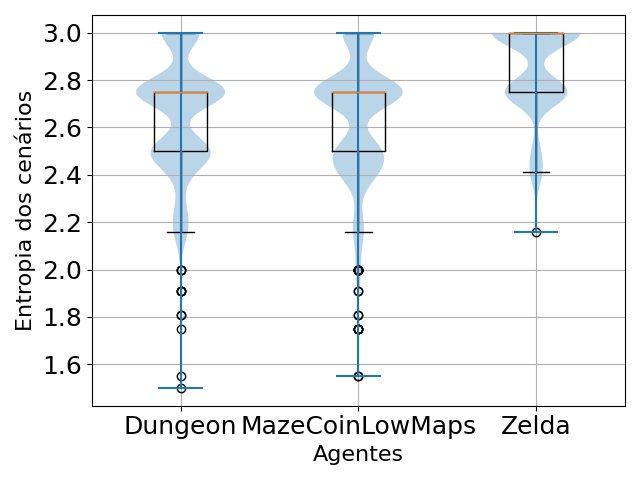 3.0
2.8
2.6
2.4
2.2
2.0
1.8
1.6
Entropia dos cenários
Dungeon
MazeCoinLowMaps
Zelda
Agentes